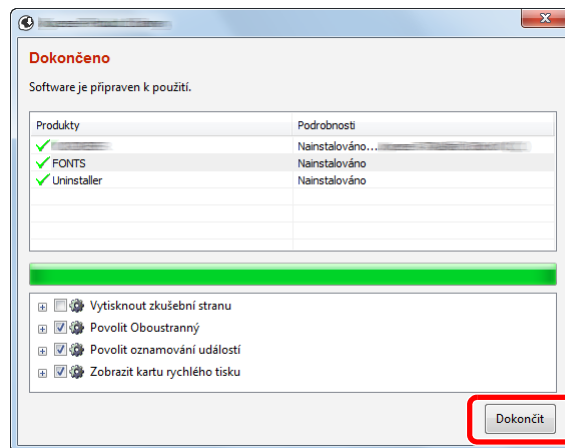 Dokončeno
Software je připraven k použití.
Produkty Podrobnosti
Nainstalováno...
FONTS Nainstalováno
Uninstaller Nainstalováno
Vytisknout zkušební stranu
Povolit Oboustranný
Povolit oznamování událostí
Zobrazit kartu rychlého tisku
Dokončit